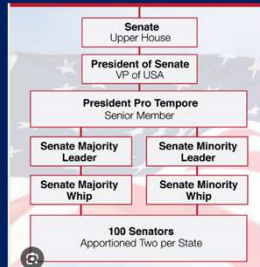 Senate
Upper House
President of Senate
VP of USA
President Pro Tempore
Senior Member
Senate Majority
Leader
Senate Minority
Leader
Senate Majority
Whip
Senate Minority
Whip
100 Senators
Apportioned Two per State